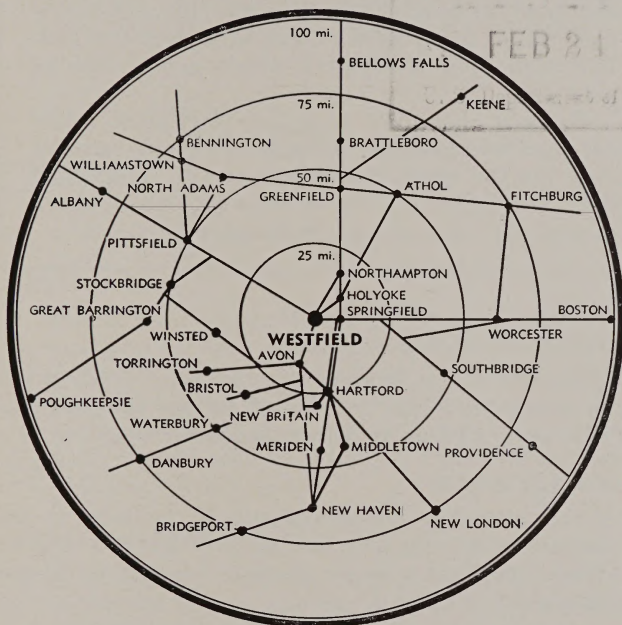 FEB 24
100 mi.
BELLOWS FALLS
KEENE
75 mi.
BENNINGTON
BRATTLEBORO
WILLIAMSTOWN
NORTH ADAMS
50 mi.
ATHOL
ALBANY
GREENFIELD
FITCHBURG
PITTSFIELD
25 mi.
STOCKBRIDGE
NORTHAMPTON
HOLYOKE
GREAT BARRINGTON
SPRINGFIELD
BOSTON
WINSTED
WESTFIELD
WORCESTER
AVON
TORRINGTON
SOUTHBRIDGE
BRISTOL
HARTFORD
POUGHKEEPSIE
NEW BRITAIN
WATERBURY
MERIDEN
MIDDLETOWN
PROVIDENCE
DANBURY
NEW HAVEN
NEW LONDON
BRIDGEPORT